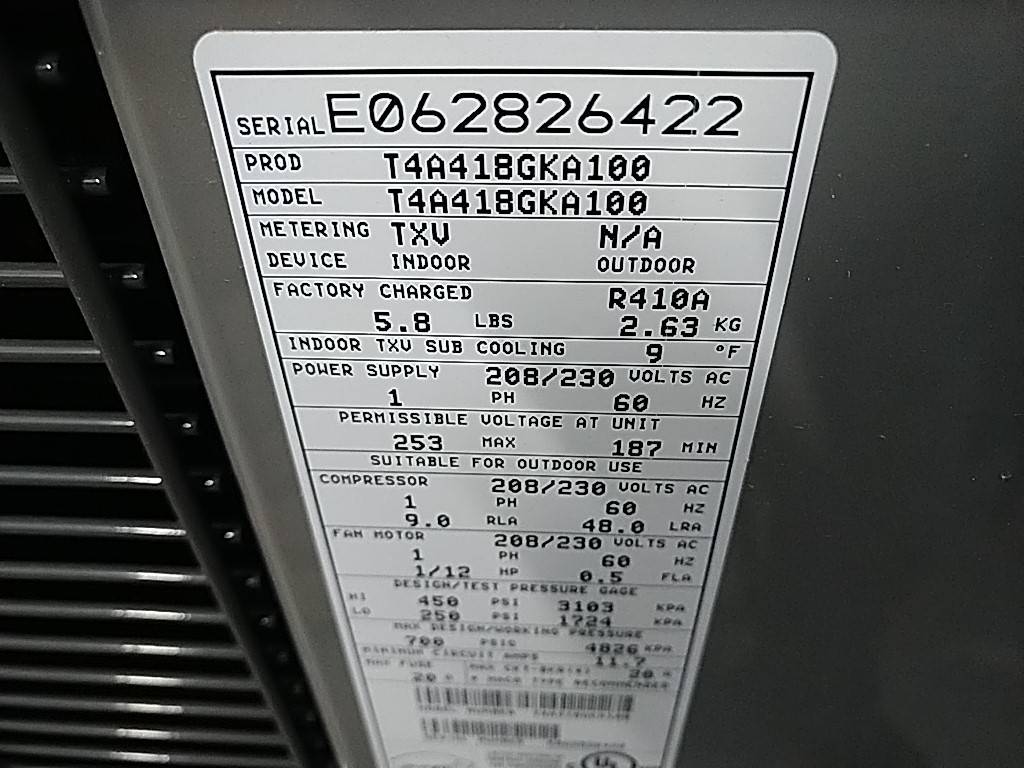 SERIAL E062826422
PROD T4A418GKA100
MODEL T4A418GKA100
METERING TXV N/A
DEVICE INDOOR OUTDOOR
FACTORY CHARGED R410A
5.8 LBS 2.63 KG
INDOOR TXV SUB COOLING 9 °F
POWER SUPPLY 208/230 VOLTS AC
1 PH 60 HZ
PERMISSIBLE VOLTAGE AT UNIT
253 MAX 187 MIN
SUITABLE FOR OUTDOOR USE
COMPRESSOR 208/230 VOLTS AC
1 PH 60 HZ
9.0 RLA 48.0 LRA
FAN MOTOR 208/230 VOLTS AC
1 PH 60 HZ
1/12 HP 0.5 FLA
DESIGN/TEST PRESSURE GAGE
HI 450 PSI 3103 KPA
LO 250 PSI 1724 KPA
MAX DESIGN/WORKING PRESSURE
700 PSIG 4826 KPA
MINIMUM CIRCUIT AMPS 11.7
MAX FUSE
20 20
UL